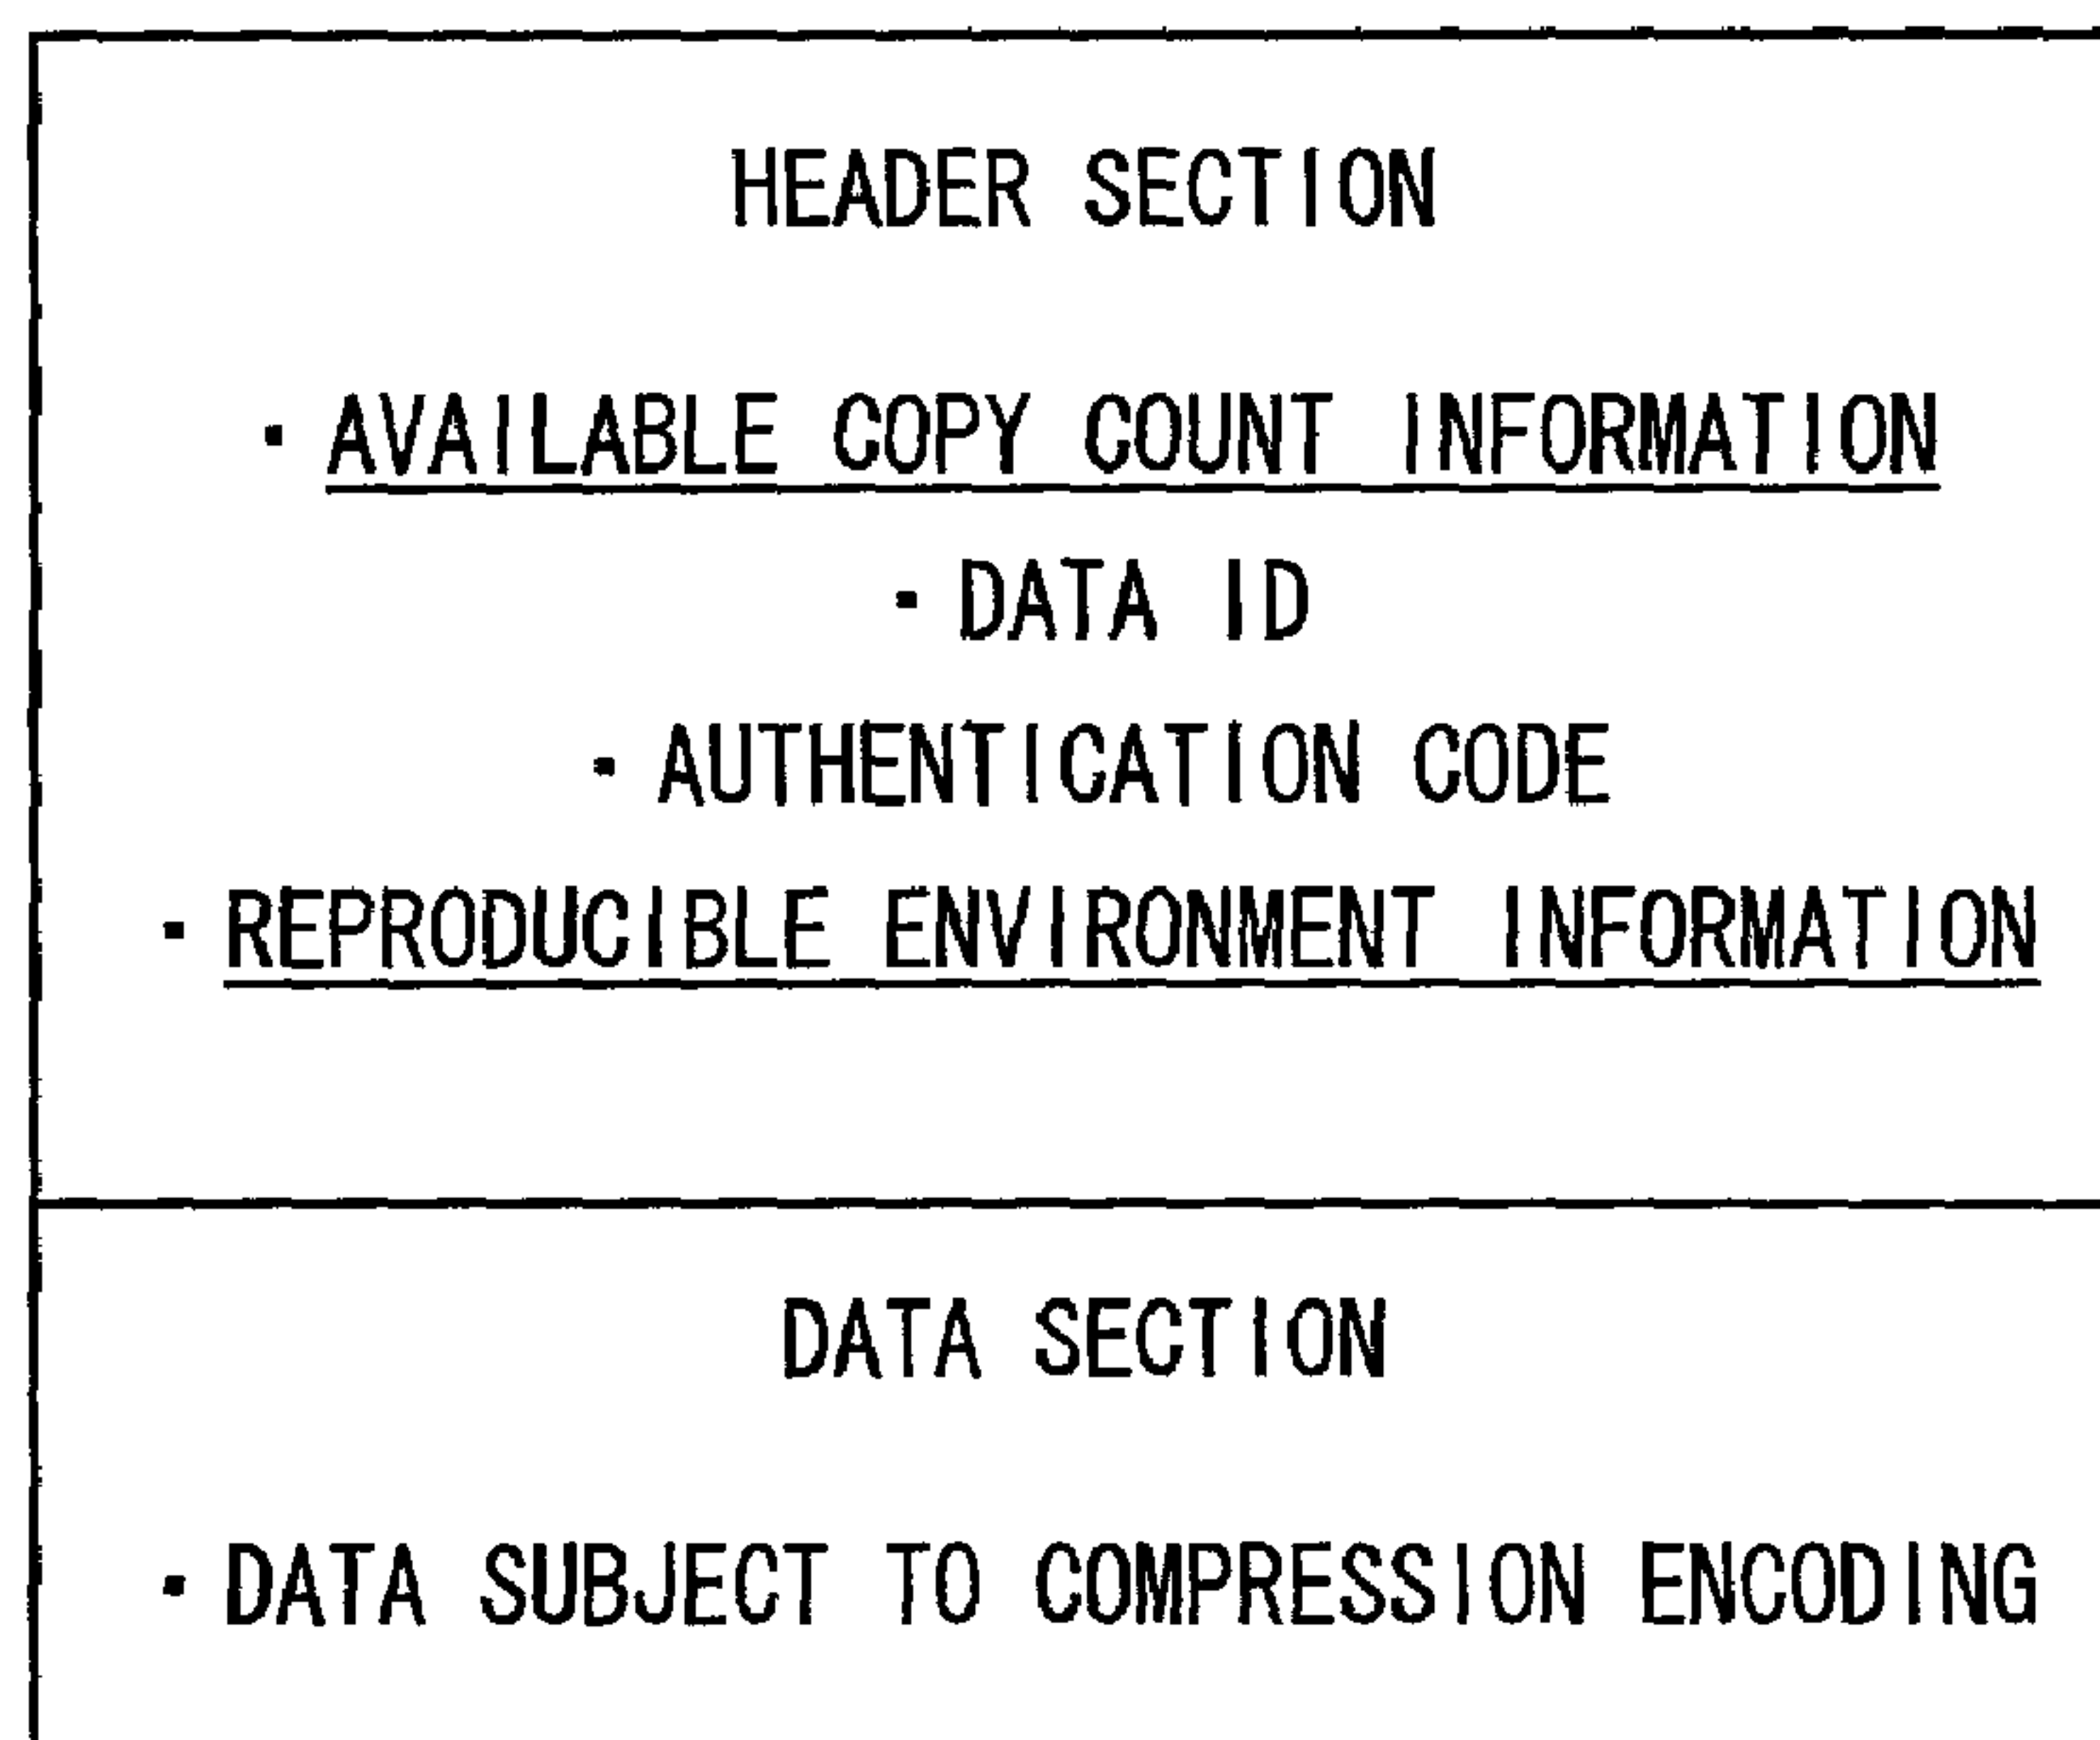 HEADER SECTION
· AVAILABLE COPY COUNT INFORMATION
· DATA ID
· AUTHENTICATION CODE
· REPRODUCIBLE ENVIRONMENT INFORMATION
DATA SECTION
· DATA SUBJECT TO COMPRESSION ENCODING